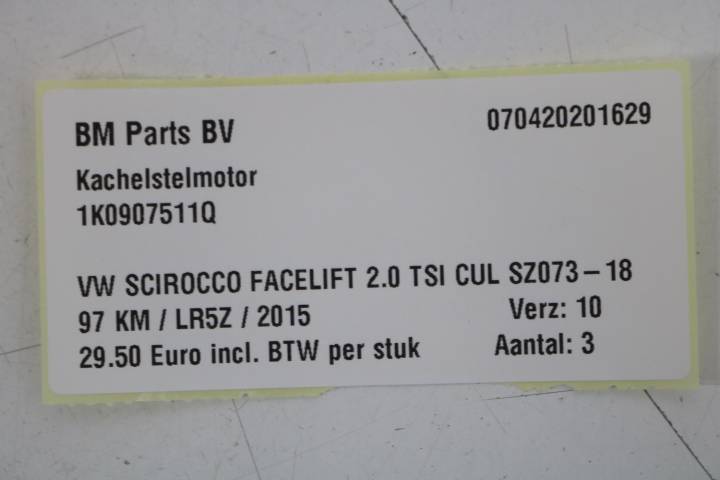 BM Parts BV 070420201629
Kachelstelmotor
1K0907511Q
VW SCIROCCO FACELIFT 2.0 TSI CUL SZ073-18
97 KM / LR5Z / 2015 Verz: 10
29.50 Euro incl. BTW per stuk Aantal: 3